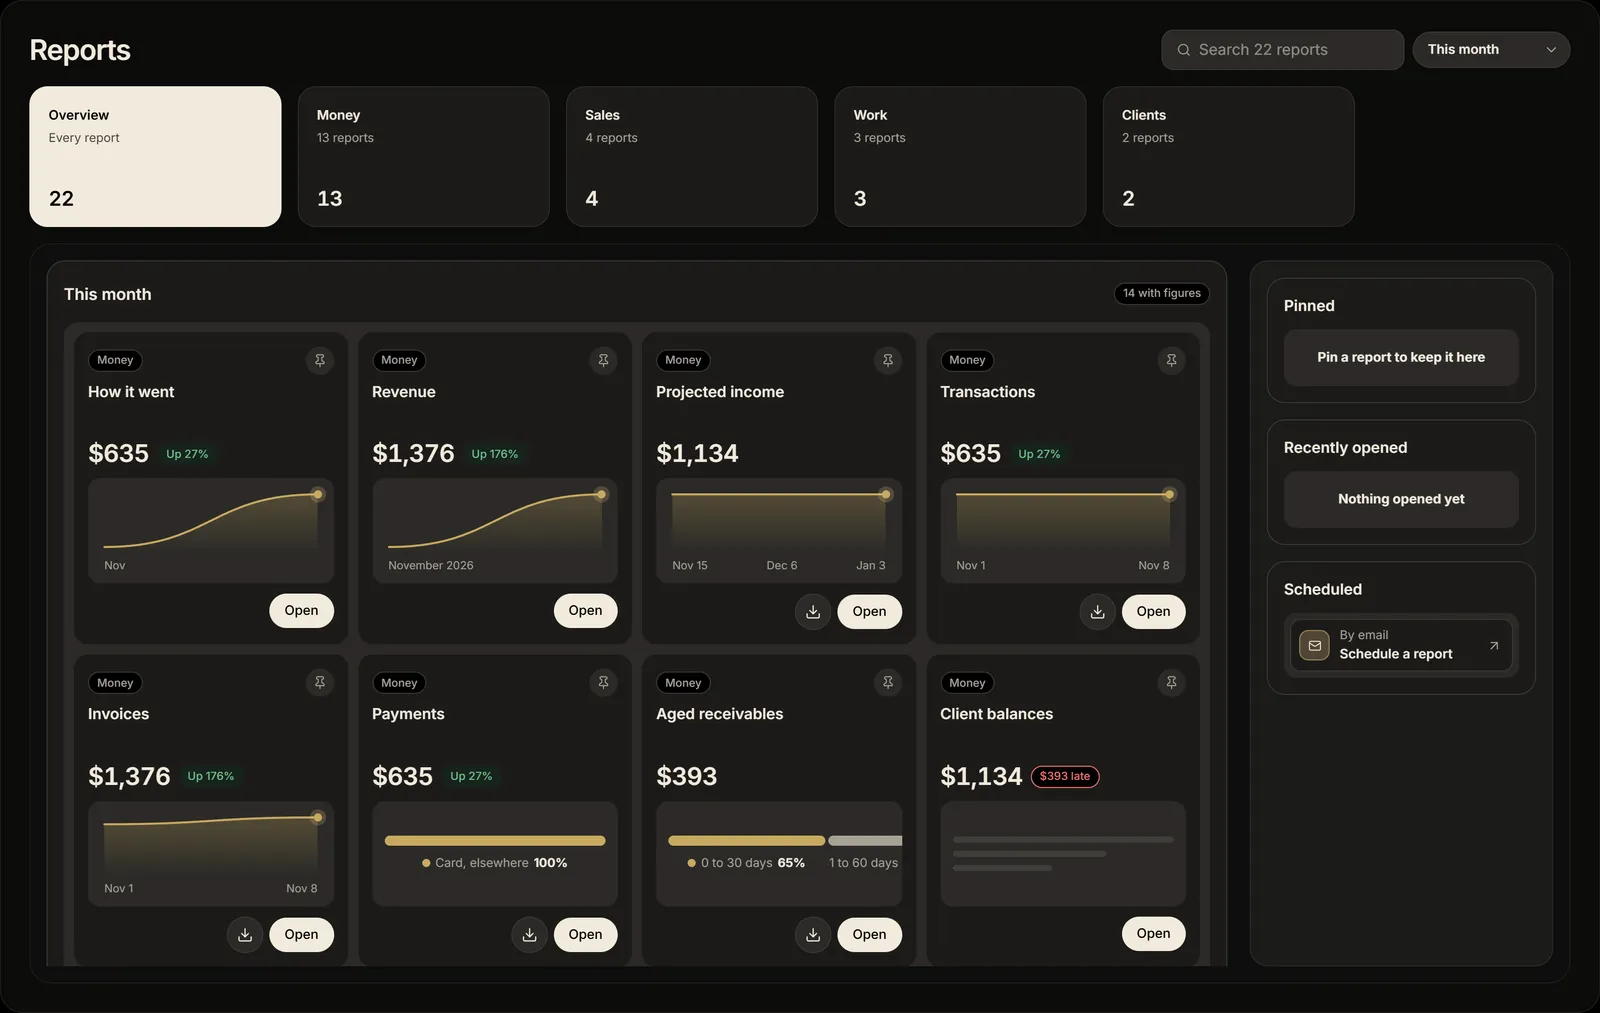 Reports
Search 22 reports
This month
Overview
Every report
22
Money
13 reports
13
Sales
4 reports
4
Work
3 reports
3
Clients
2 reports
2
This month
14 with figures
Money
How it went
$635 Up 27%
Nov
Open
Money
Revenue
$1,376 Up 176%
November 2026
Open
Money
Projected income
$1,134
Nov 15 Dec 6 Jan 3
Open
Money
Transactions
$635 Up 27%
Nov 1 Nov 8
Open
Money
Invoices
$1,376 Up 176%
Nov 1 Nov 8
Open
Money
Payments
$635 Up 27%
Card, elsewhere 100%
Open
Money
Aged receivables
$393
0 to 30 days 65% 1 to 60 days
Open
Money
Client balances
$1,134 $393 late
Open
Pinned
Pin a report to keep it here
Recently opened
Nothing opened yet
Scheduled
By email
Schedule a report